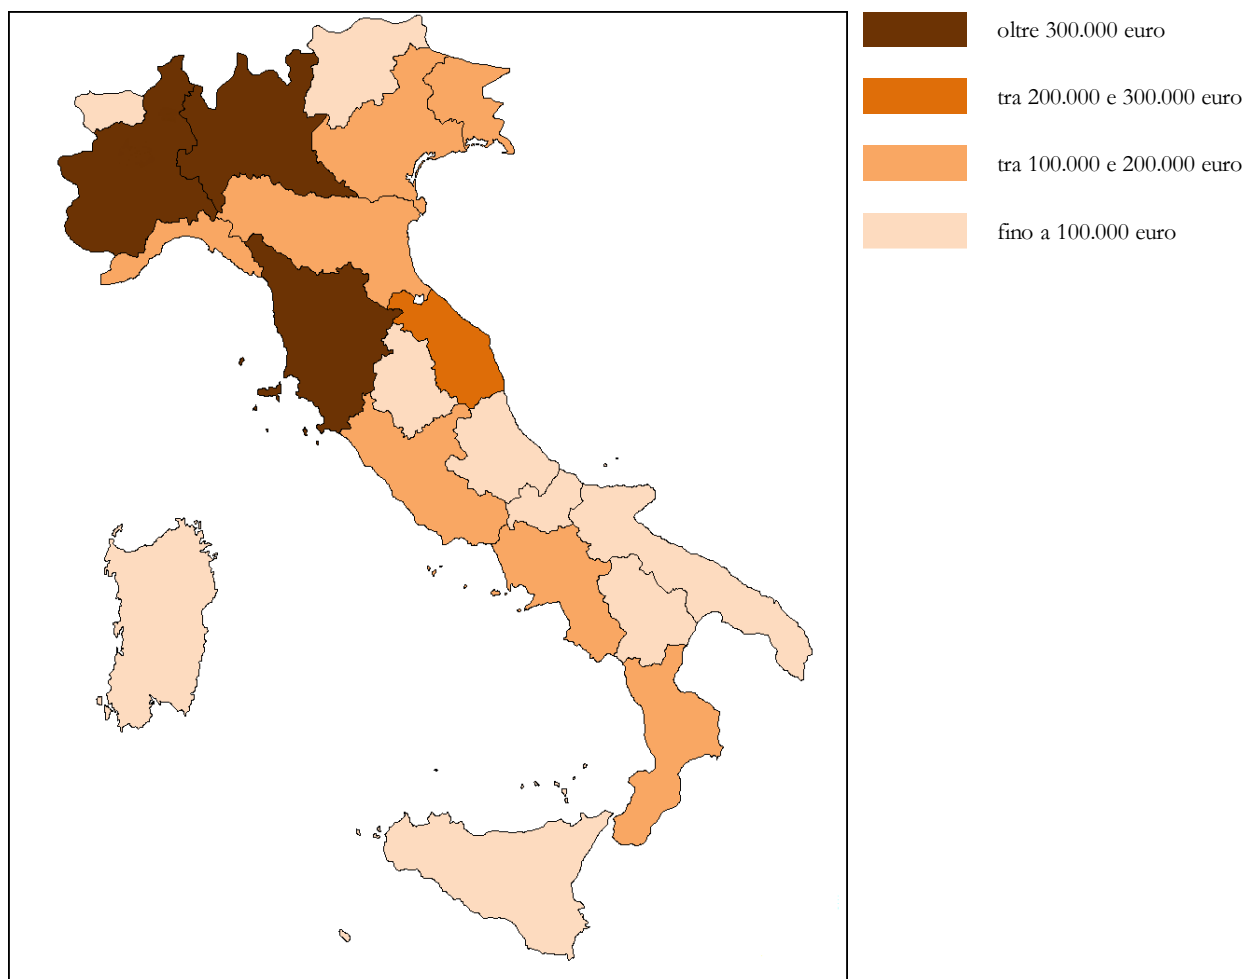 oltre 300.000 euro
tra 200.000 e 300.000 euro
tra 100.000 e 200.000 euro
fino a 100.000 euro